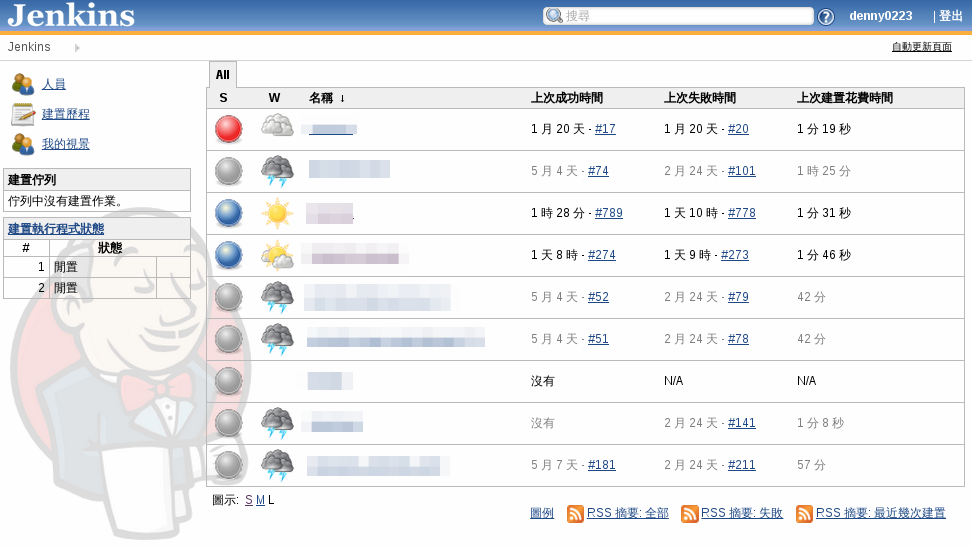 Jenkins
搜尋
denny0223 | 登出
Jenkins
自動更新頁面
人員
建置歷程
我的視景
建置佇列
佇列中沒有建置作業。
建置執行程式狀態
# 狀態
1 閒置
2 閒置
All
S W 名稱 ↓ 上次成功時間 上次失敗時間 上次建置花費時間
1 月 20 天 - #17 1 月 20 天 - #20 1 分 19 秒
5 月 4 天 - #74 2 月 24 天 - #101 1 時 25 分
1 時 28 分 - #789 1 天 10 時 - #778 1 分 31 秒
1 天 8 時 - #274 1 天 9 時 - #273 1 分 46 秒
5 月 4 天 - #52 2 月 24 天 - #79 42 分
5 月 4 天 - #51 2 月 24 天 - #78 42 分
沒有 N/A N/A
沒有 2 月 24 天 - #141 1 分 8 秒
5 月 7 天 - #181 2 月 24 天 - #211 57 分
圖示: S M L
圖例 RSS 摘要: 全部 RSS 摘要: 失敗 RSS 摘要: 最近幾次建置